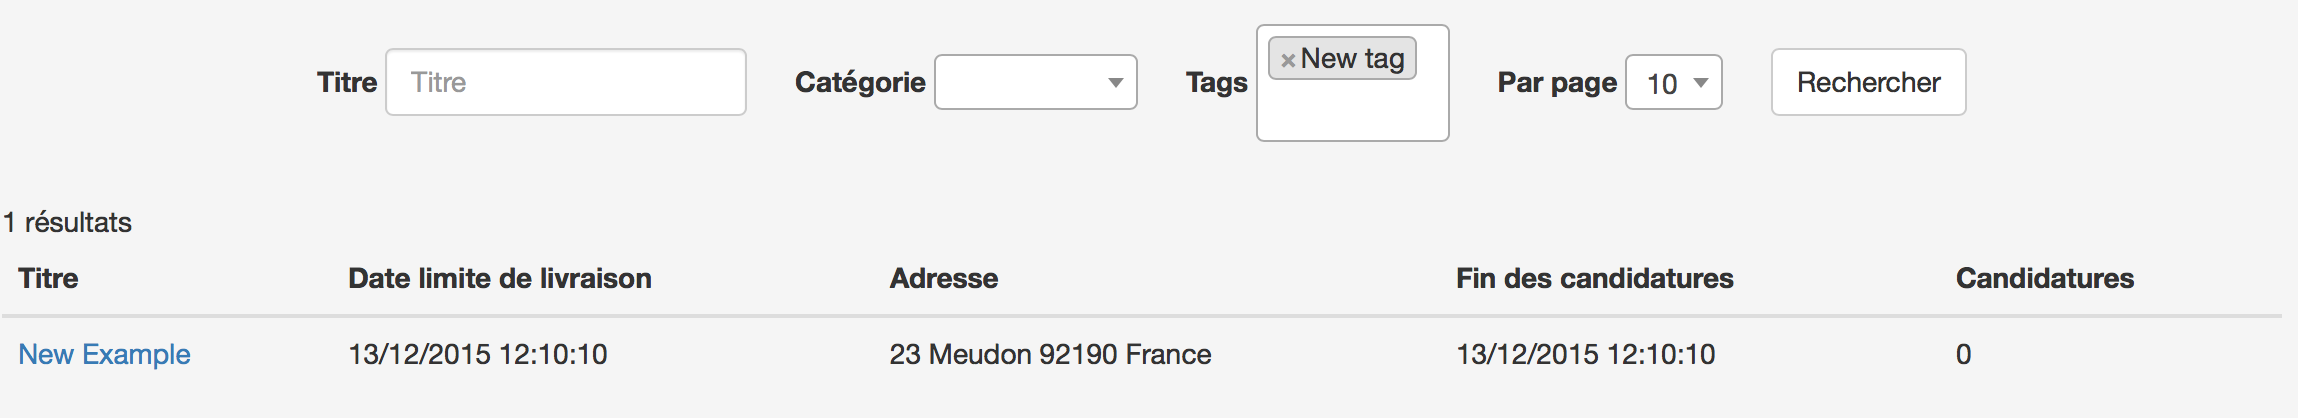 Titre Titre Catégorie Tags × New tag Par page 10 Rechercher
1 résultats
Titre Date limite de livraison Adresse Fin des candidatures Candidatures
New Example 13/12/2015 12:10:10 23 Meudon 92190 France 13/12/2015 12:10:10 0